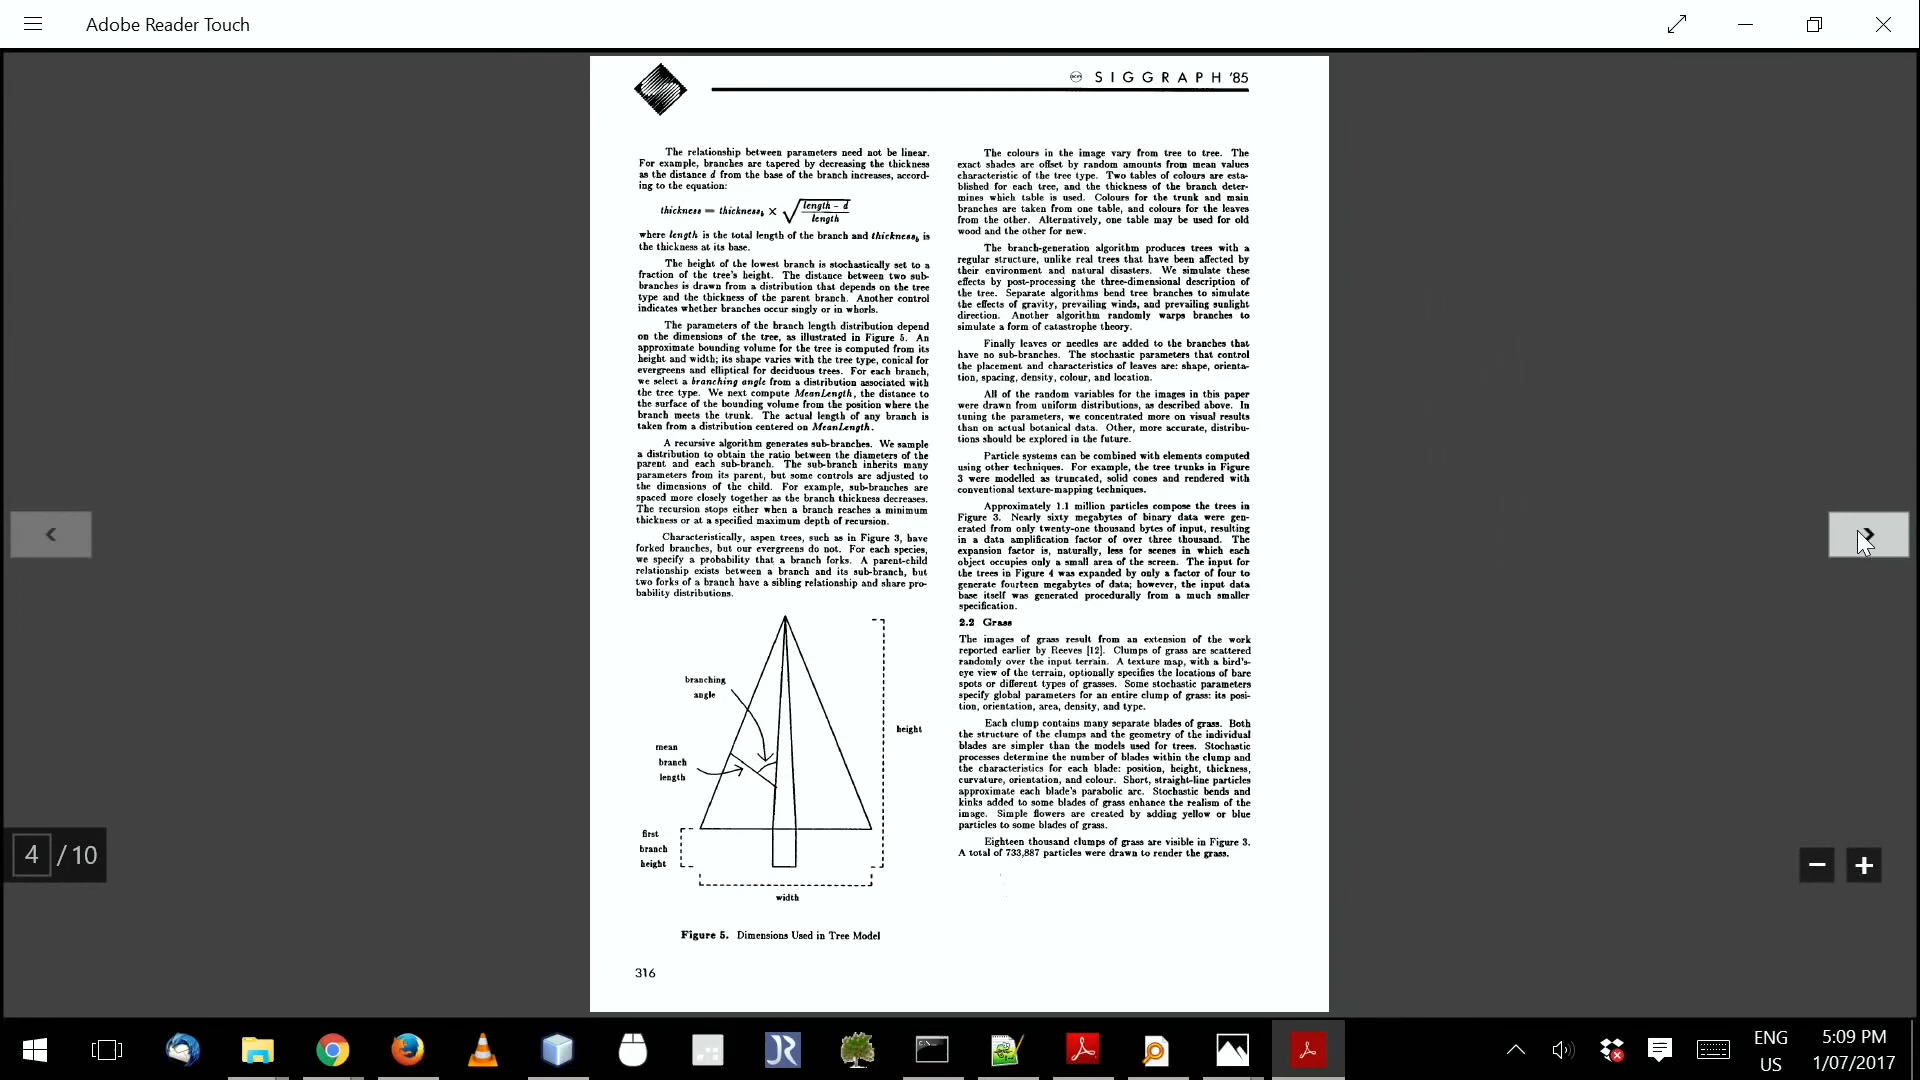 Adobe Reader Touch
SIGGRAPH '85
The relationship between parameters need not be linear.
For example, branches are tapered by decreasing the thickness
as the distance d from the base of the branch increases, accord-
ing to the equation:
thickness = thickness_b × √((length - d) / length)
where length is the total length of the branch and thickness_b is
the thickness at its base.
The height of the lowest branch is stochastically set to a
fraction of the tree's height. The distance between two sub-
branches is drawn from a distribution that depends on the tree
type and the thickness of the parent branch. Another control
indicates whether branches occur singly or in whorls.
The parameters of the branch length distribution depend
on the dimensions of the tree, as illustrated in Figure 5. An
approximate bounding volume for the tree is computed from its
height and width; its shape varies with the tree type, conical for
evergreens and elliptical for deciduous trees. For each branch,
we select a branching angle from a distribution associated with
the tree type. We next compute MeanLength, the distance to
the surface of the bounding volume from the position where the
branch meets the trunk. The actual length of any branch is
taken from a distribution centered on MeanLength.
A recursive algorithm generates sub-branches. We sample
a distribution to obtain the ratio between the diameters of the
parent and each sub-branch. The sub-branch inherits many
parameters from its parent, but some controls are adjusted to
the dimensions of the child. For example, sub-branches are
spaced more closely together as the branch thickness decreases.
The recursion stops either when a branch reaches a minimum
thickness or at a specified maximum depth of recursion.
Characteristically, aspen trees, such as in Figure 3, have
forked branches, but our evergreens do not. For each species,
we specify a probability that a branch forks. A parent-child
relationship exists between a branch and its sub-branch, but
two forks of a branch have a sibling relationship and share pro-
bability distributions.
branching
angle
height
mean
branch
length
first
branch
height
width
Figure 5. Dimensions Used in Tree Model
316
The colours in the image vary from tree to tree. The
exact shades are offset by random amounts from mean values
characteristic of the tree type. Two tables of colours are esta-
blished for each tree, and the thickness of the branch deter-
mines which table is used. Colours for the trunk and main
branches are taken from one table, and colours for the leaves
from the other. Alternatively, one table may be used for old
wood and the other for new.
The branch-generation algorithm produces trees with a
regular structure, unlike real trees that have been affected by
their environment and natural disasters. We simulate these
effects by post-processing the three-dimensional description of
the tree. Separate algorithms bend tree branches to simulate
the effects of gravity, prevailing winds, and prevailing sunlight
direction. Another algorithm randomly warps branches to
simulate a form of catastrophe theory.
Finally leaves or needles are added to the branches that
have no sub-branches. The stochastic parameters that control
the placement and characteristics of leaves are: shape, orienta-
tion, spacing, density, colour, and location.
All of the random variables for the images in this paper
were drawn from uniform distributions, as described above. In
tuning the parameters, we concentrated more on visual results
than on actual botanical data. Other, more accurate, distribu-
tions should be explored in the future.
Particle systems can be combined with elements computed
using other techniques. For example, the tree trunks in Figure
3 were modelled as truncated, solid cones and rendered with
conventional texture-mapping techniques.
Approximately 1.1 million particles compose the trees in
Figure 3. Nearly sixty megabytes of binary data were gen-
erated from only twenty-one thousand bytes of input, resulting
in a data amplification factor of over three thousand. The
expansion factor is, naturally, less for scenes in which each
object occupies only a small area of the screen. The input for
the trees in Figure 4 was expanded by only a factor of four to
generate fourteen megabytes of data; however, the input data
base itself was generated procedurally from a much smaller
specification.
2.2 Grass
The images of grass result from an extension of the work
reported earlier by Reeves [12]. Clumps of grass are scattered
randomly over the input terrain. A texture map, with a bird's-
eye view of the terrain, optionally specifies the locations of bare
spots or different types of grasses. Some stochastic parameters
specify global parameters for an entire clump of grass: its posi-
tion, orientation, area, density, and type.
Each clump contains many separate blades of grass. Both
the structure of the clumps and the geometry of the individual
blades are simpler than the models used for trees. Stochastic
processes determine the number of blades within the clump and
the characteristics for each blade: position, height, thickness,
curvature, orientation, and colour. Short, straight-line particles
approximate each blade's parabolic arc. Stochastic bends and
kinks added to some blades of grass enhance the realism of the
image. Simple flowers are created by adding yellow or blue
particles to some blades of grass.
Eighteen thousand clumps of grass are visible in Figure 3.
A total of 733,887 particles were drawn to render the grass.
4 / 10
ENG
US
5:09 PM
1/07/2017